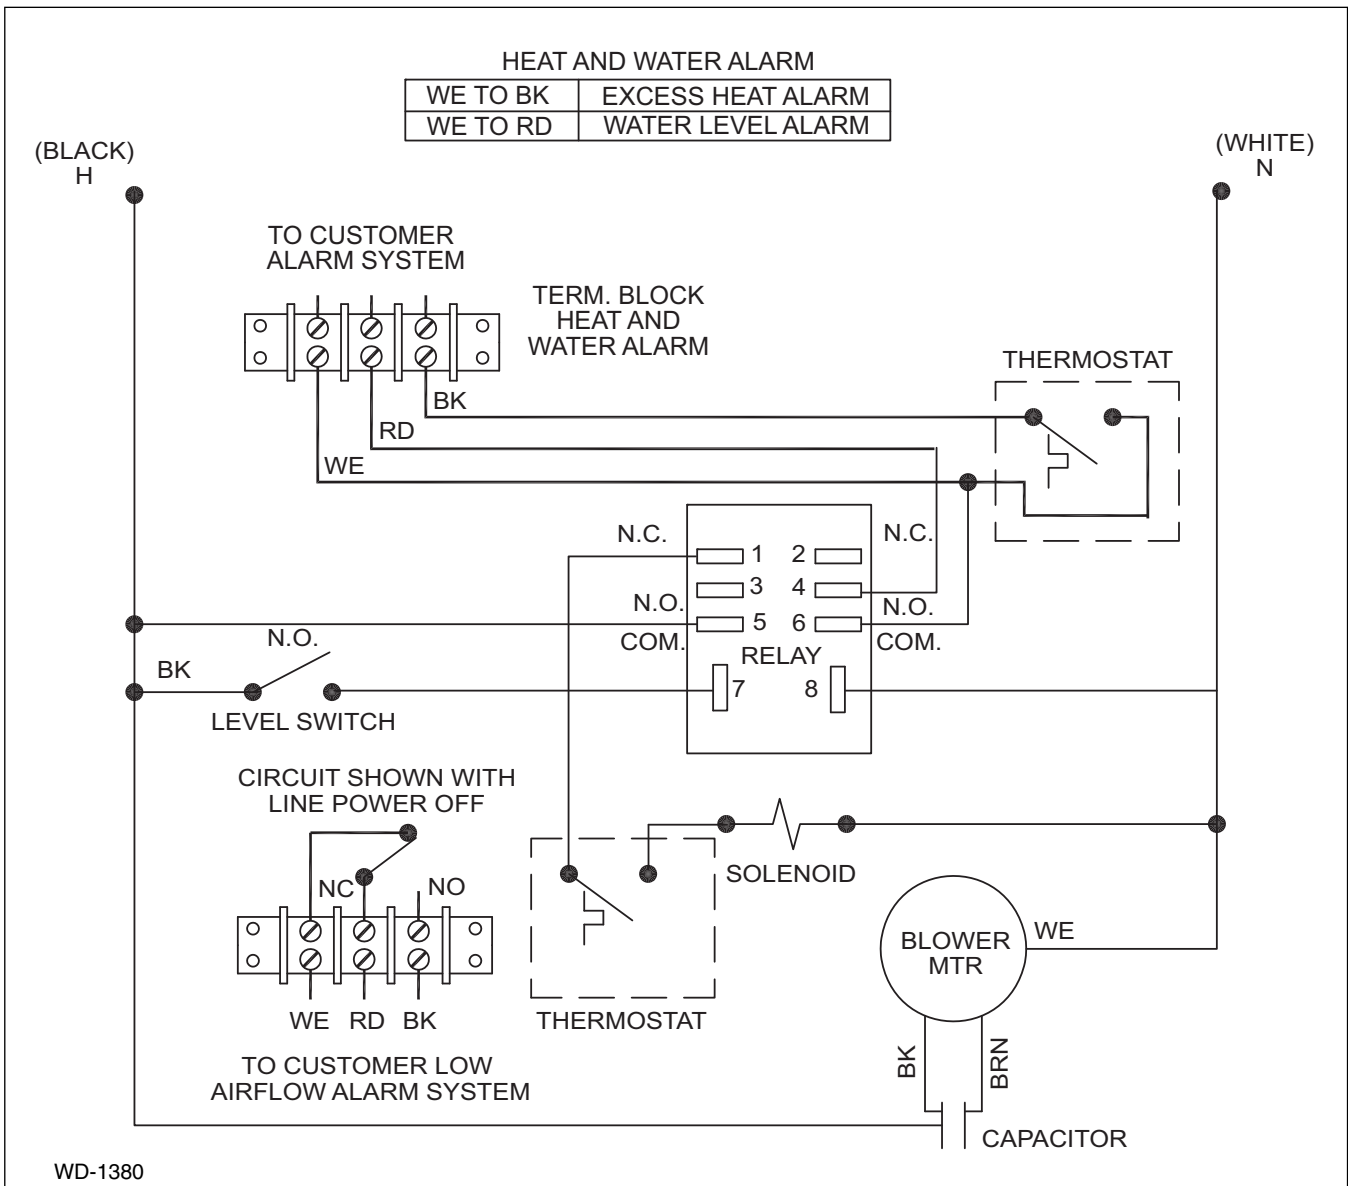 HEAT AND WATER ALARM
WE TO BK EXCESS HEAT ALARM
WE TO RD WATER LEVEL ALARM
(BLACK)
H
(WHITE)
N
TO CUSTOMER
ALARM SYSTEM
TERM. BLOCK
HEAT AND
WATER ALARM
THERMOSTAT
BK
RD
WE
N.C.
1
2
N.C.
3
4
N.O.
N.O.
5
6
COM.
COM.
RELAY
7
8
N.O.
BK
LEVEL SWITCH
CIRCUIT SHOWN WITH
LINE POWER OFF
NC
NO
WE RD BK
TO CUSTOMER LOW
AIRFLOW ALARM SYSTEM
THERMOSTAT
SOLENOID
BLOWER
MTR
WE
BK
BRN
CAPACITOR
WD-1380